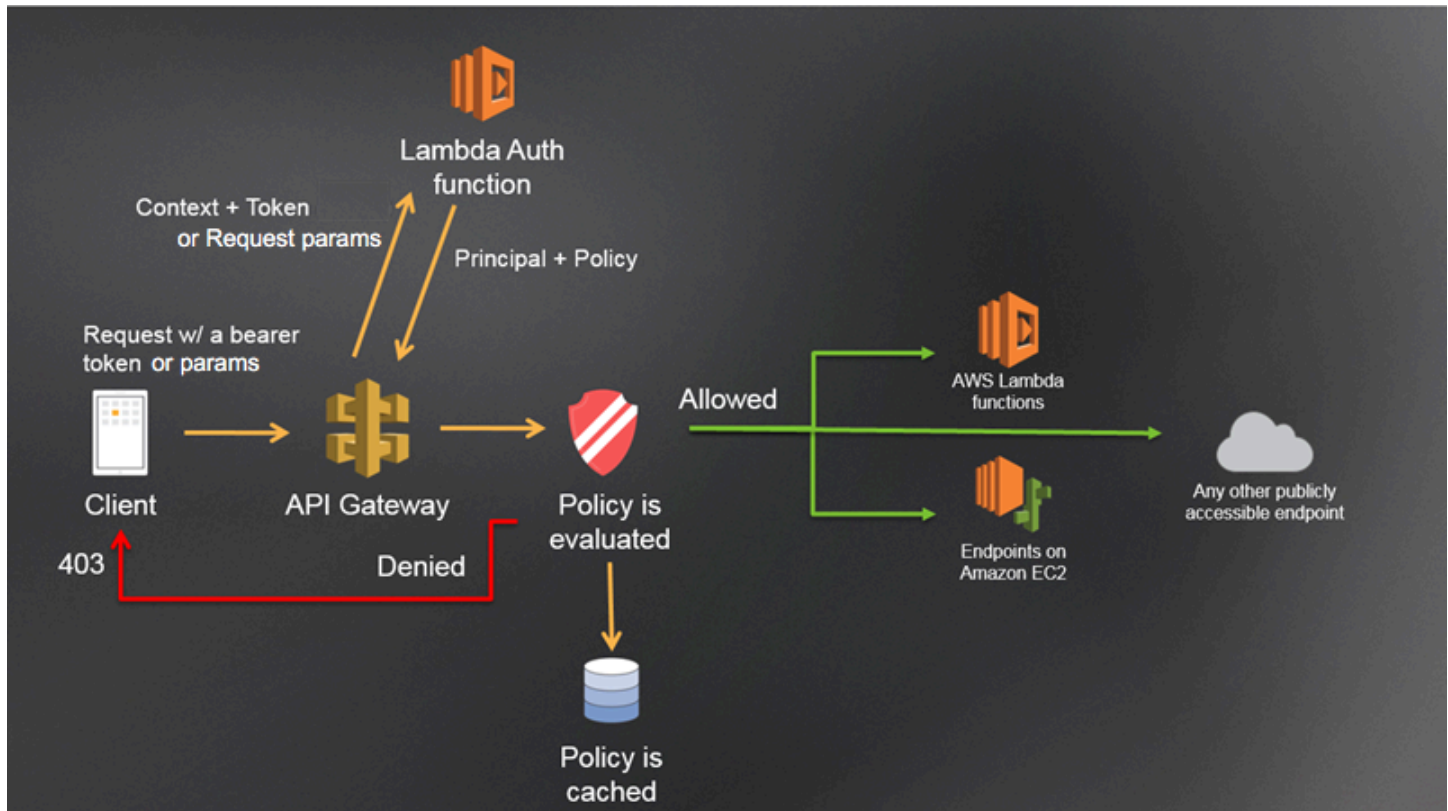 Lambda Auth
function
Context + Token
or Request params
Principal + Policy
Request w/ a bearer
token or params
Client
API Gateway
Policy is
evaluated
Allowed
AWS Lambda
functions
Any other publicly
accessible endpoint
Endpoints on
Amazon EC2
403
Denied
Policy is
cached